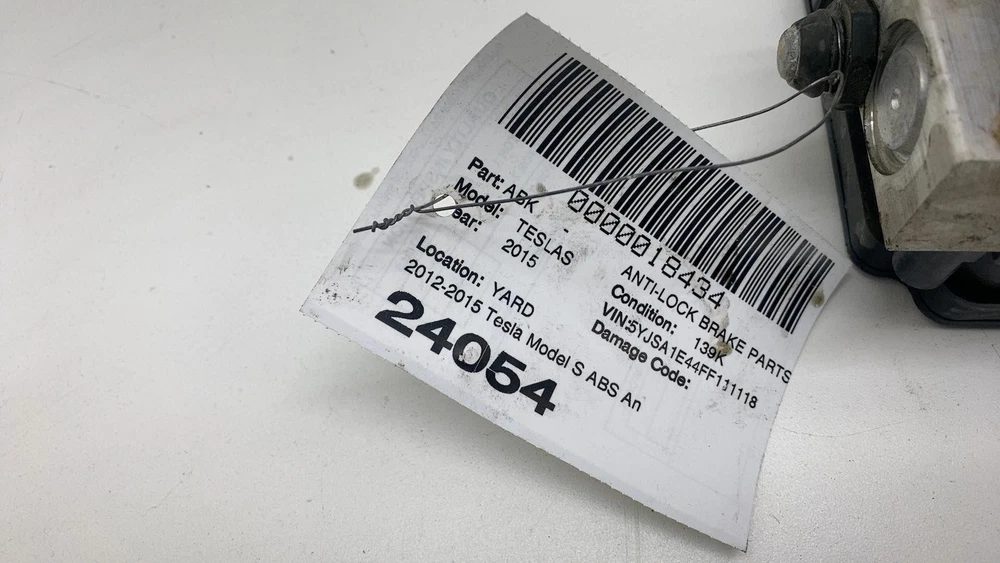 0000018434
Part: ABK - ANTI-LOCK BRAKE PARTS
Model: TESLAS Condition: 139K
ear: 2015 VIN:5YJSA1E44FF111118
Damage Code:
Location: YARD
2012-2015 Tesla Model S ABS An
24054